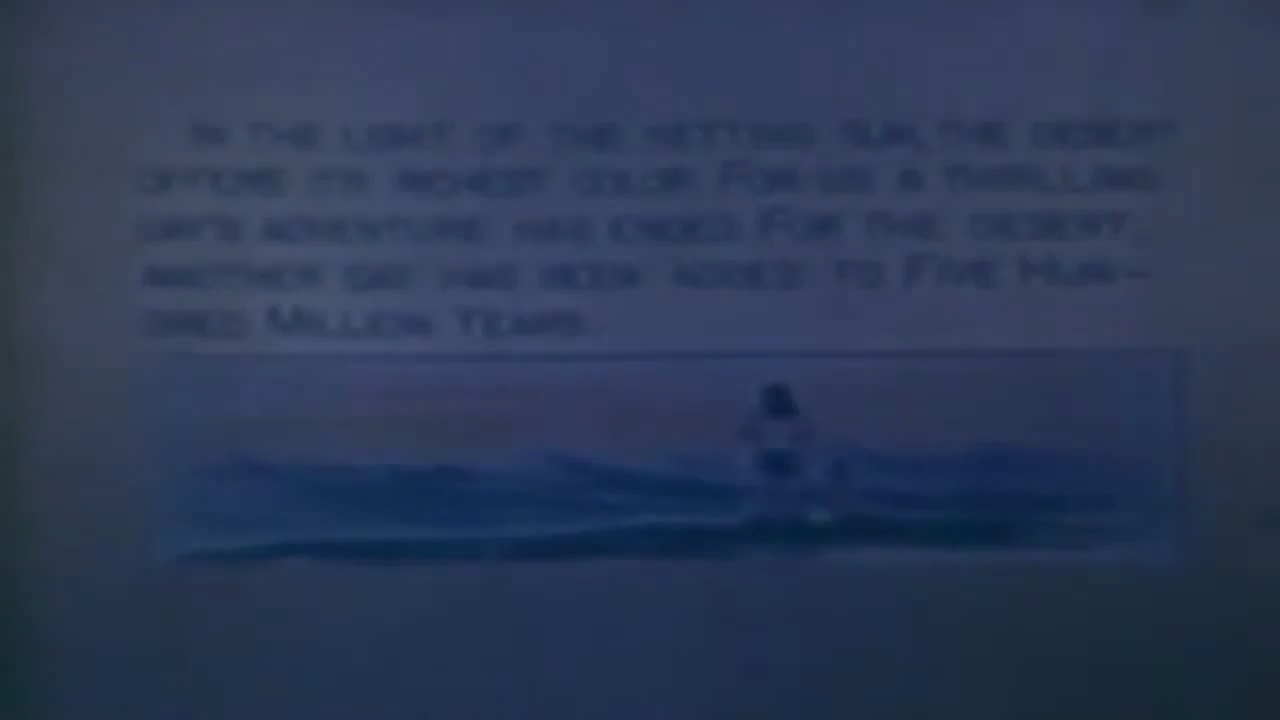 IN THE LIGHT OF THE SETTING SUN, THE DESERT
OFFERS ITS RICHEST COLOR. FOR US A THRILLING
DAY'S ADVENTURE HAS ENDED. FOR THE DESERT,
ANOTHER DAY HAS BEEN ADDED TO FIVE HUN-
DRED MILLION YEARS.